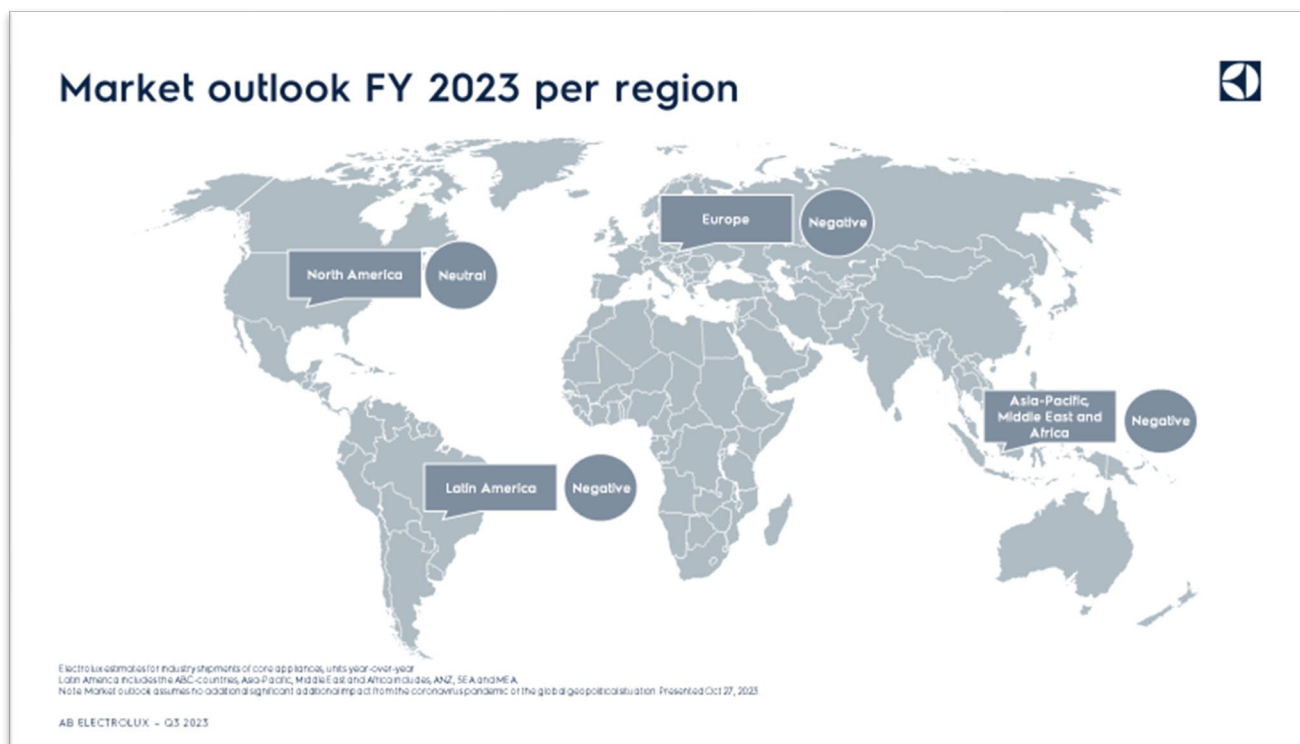 Market outlook FY 2023 per region
Europe
Negative
North America
Neutral
Asia-Pacific,
Middle East and
Africa
Negative
Latin America
Negative
Electrolux estimates for industry shipments of core appliances, units year-over-year
Latin America includes the ABC-countries, Asia-Pacific, Middle East and Africa includes, ANZ, SEA and MEA.
Note: Market outlook assumes no additional significant additional impact from the coronavirus pandemic or the global geopolitical situation. Presented Oct 27, 2023
AB ELECTROLUX – Q3 2023